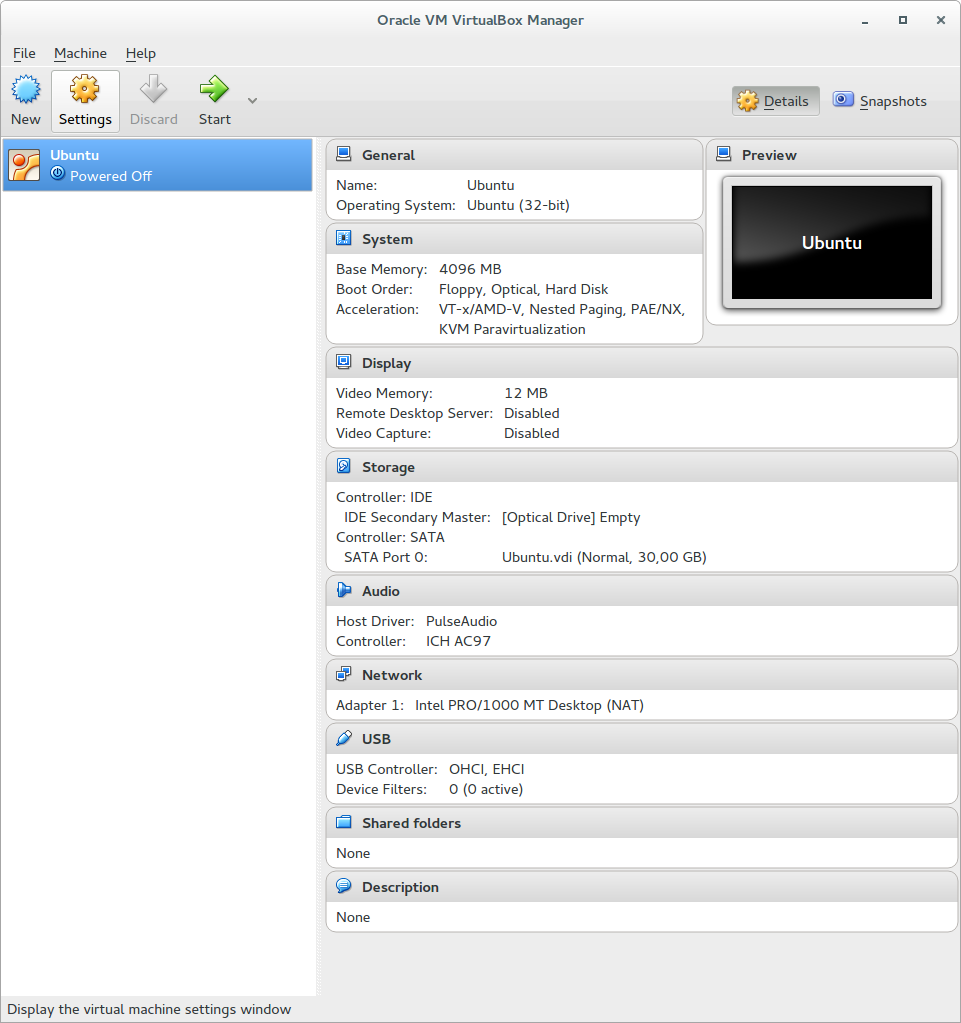 Oracle VM VirtualBox Manager
File Machine Help
New Settings Discard Start Details Snapshots
Ubuntu
Powered Off
General
Name: Ubuntu
Operating System: Ubuntu (32-bit)
System
Base Memory: 4096 MB
Boot Order: Floppy, Optical, Hard Disk
Acceleration: VT-x/AMD-V, Nested Paging, PAE/NX,
KVM Paravirtualization
Preview
Ubuntu
Display
Video Memory: 12 MB
Remote Desktop Server: Disabled
Video Capture: Disabled
Storage
Controller: IDE
IDE Secondary Master: [Optical Drive] Empty
Controller: SATA
SATA Port 0: Ubuntu.vdi (Normal, 30,00 GB)
Audio
Host Driver: PulseAudio
Controller: ICH AC97
Network
Adapter 1: Intel PRO/1000 MT Desktop (NAT)
USB
USB Controller: OHCI, EHCI
Device Filters: 0 (0 active)
Shared folders
None
Description
None
Display the virtual machine settings window